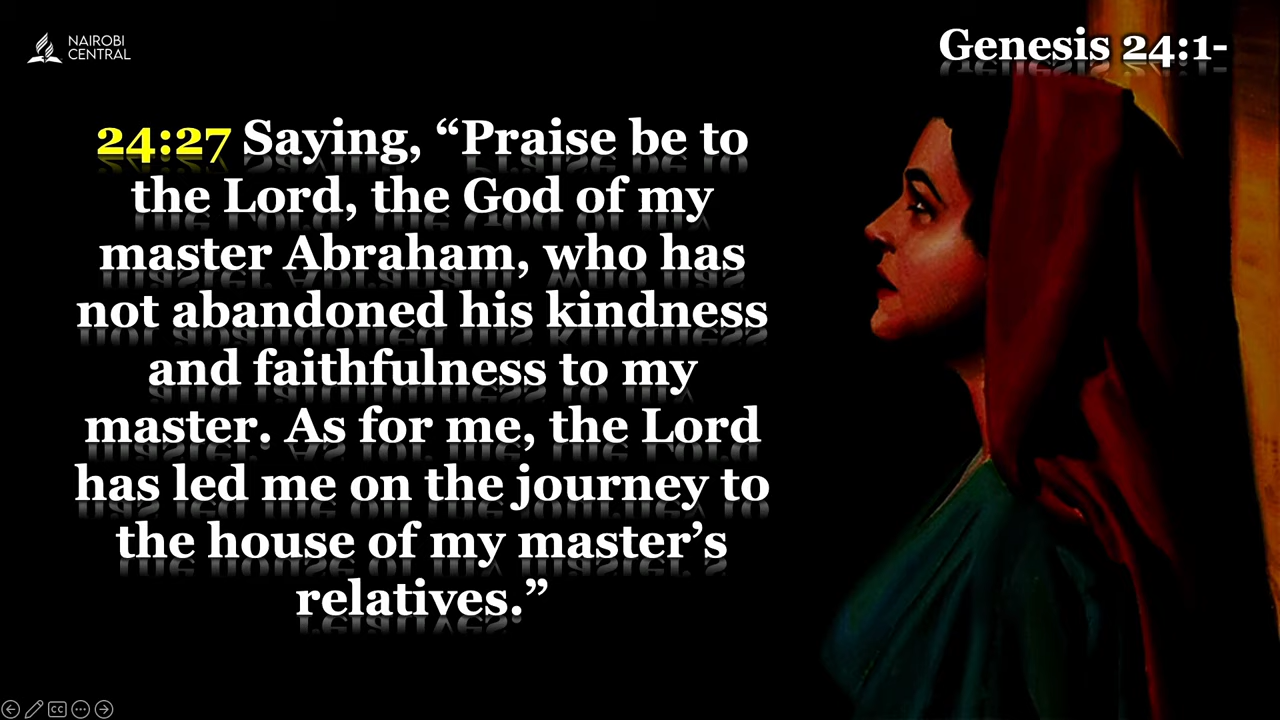 NAIROBI
CENTRAL
Genesis 24:1-
24:27 Saying, “Praise be to
the Lord, the God of my
master Abraham, who has
not abandoned his kindness
and faithfulness to my
master. As for me, the Lord
has led me on the journey to
the house of my master’s
relatives.”
CC